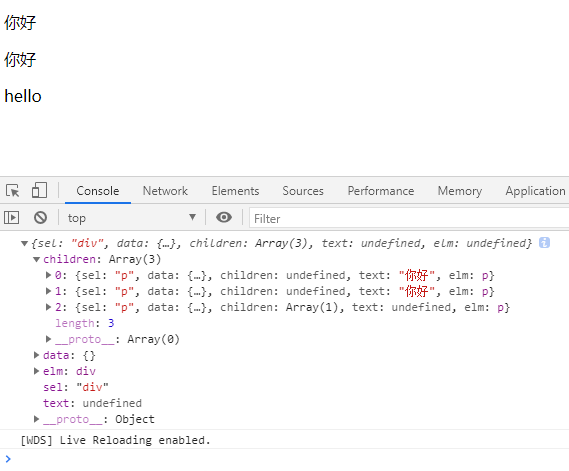 你好
你好
hello
Console Network Elements Sources Performance Memory Application
top Filter
{sel: "div", data: {…}, children: Array(3), text: undefined, elm: undefined}
children: Array(3)
0: {sel: "p", data: {…}, children: undefined, text: "你好", elm: p}
1: {sel: "p", data: {…}, children: undefined, text: "你好", elm: p}
2: {sel: "p", data: {…}, children: Array(1), text: undefined, elm: p}
length: 3
__proto__: Array(0)
data: {}
elm: div
sel: "div"
text: undefined
__proto__: Object
[WDS] Live Reloading enabled.